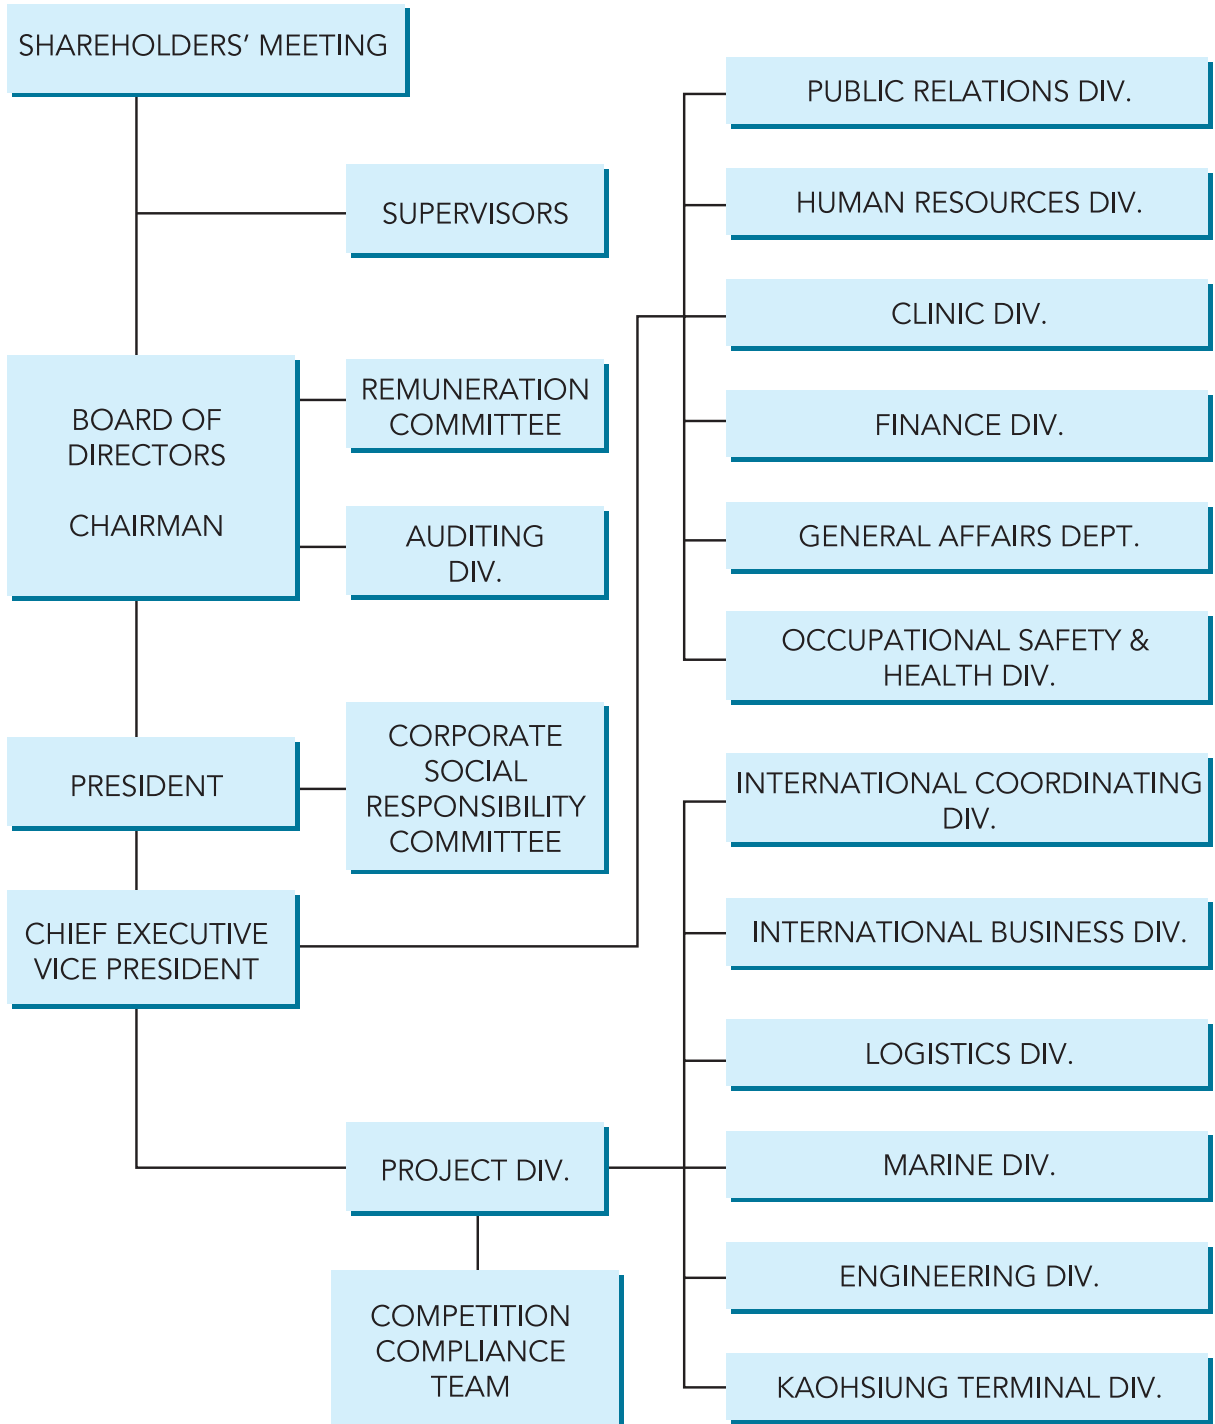 SHAREHOLDERS’ MEETING
SUPERVISORS
BOARD OF
DIRECTORS
CHAIRMAN
REMUNERATION
COMMITTEE
AUDITING
DIV.
PRESIDENT
CORPORATE
SOCIAL
RESPONSIBILITY
COMMITTEE
CHIEF EXECUTIVE
VICE PRESIDENT
PROJECT DIV.
COMPETITION
COMPLIANCE
TEAM
PUBLIC RELATIONS DIV.
HUMAN RESOURCES DIV.
CLINIC DIV.
FINANCE DIV.
GENERAL AFFAIRS DEPT.
OCCUPATIONAL SAFETY &
HEALTH DIV.
INTERNATIONAL COORDINATING
DIV.
INTERNATIONAL BUSINESS DIV.
LOGISTICS DIV.
MARINE DIV.
ENGINEERING DIV.
KAOHSIUNG TERMINAL DIV.